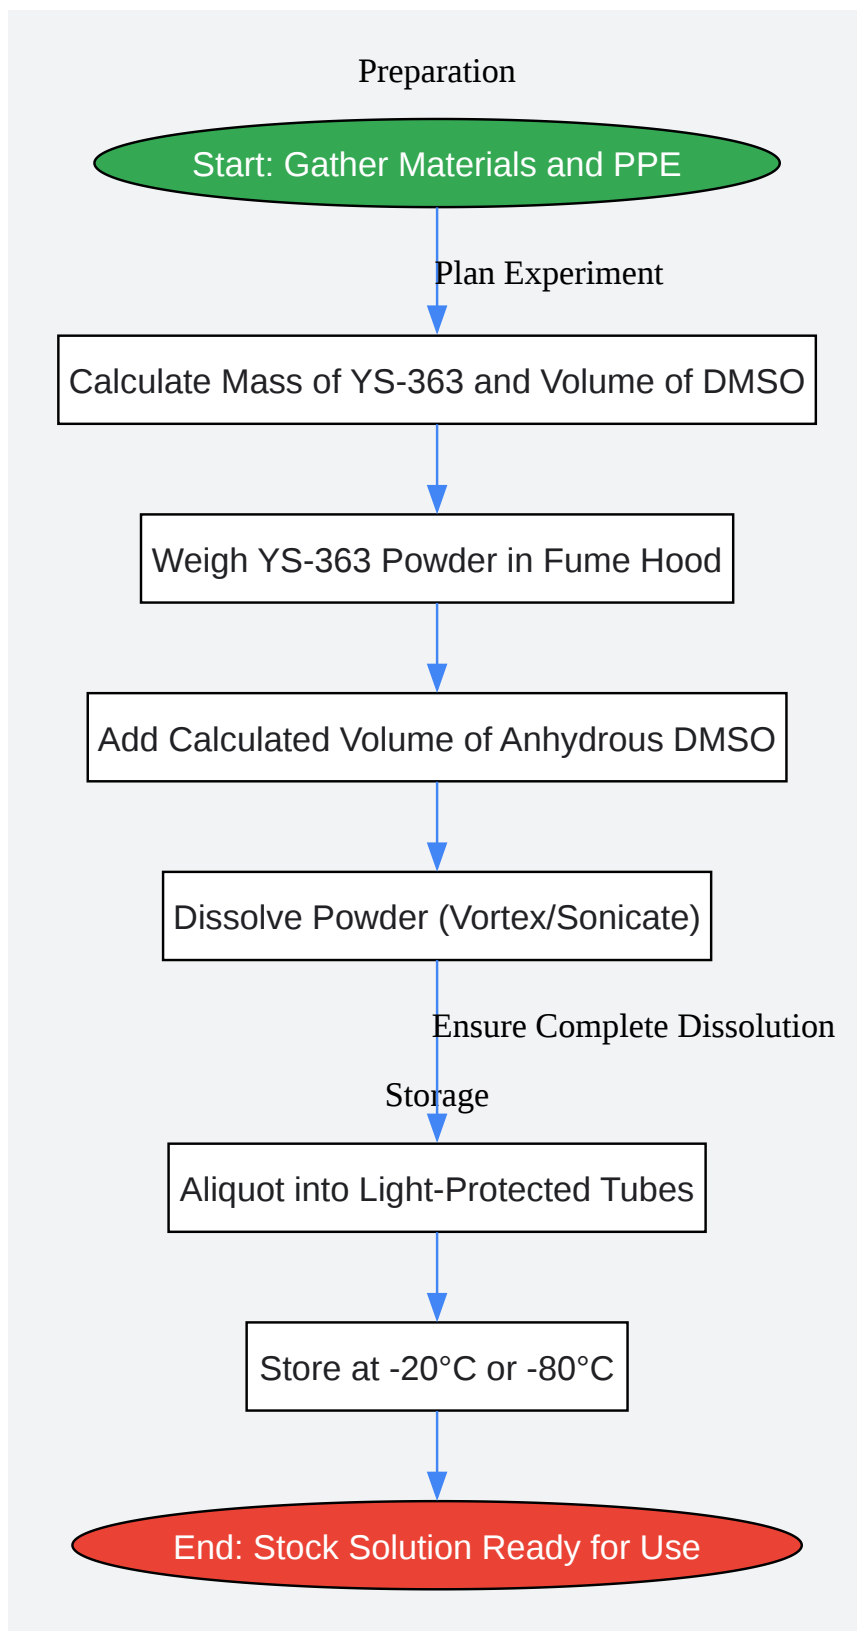 Preparation
Start: Gather Materials and PPE
Plan Experiment
Calculate Mass of YS-363 and Volume of DMSO
Weigh YS-363 Powder in Fume Hood
Add Calculated Volume of Anhydrous DMSO
Dissolve Powder (Vortex/Sonicate)
Ensure Complete Dissolution
Storage
Aliquot into Light-Protected Tubes
Store at -20°C or -80°C
End: Stock Solution Ready for Use